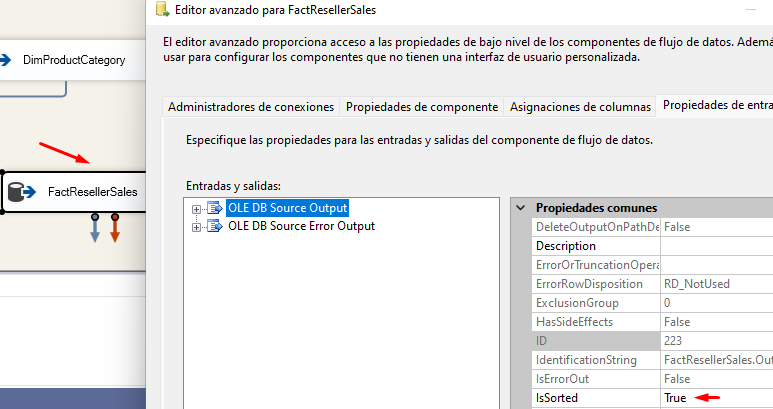 Editor avanzado para FactResellerSales
El editor avanzado proporciona acceso a las propiedades de bajo nivel de los componentes de flujo de datos. Ademá
usar para configurar los componentes que no tienen una interfaz de usuario personalizada.
DimProductCategory
FactResellerSales
Administradores de conexiones
Propiedades de componente
Asignaciones de columnas
Propiedades de entra
Especifique las propiedades para las entradas y salidas del componente de flujo de datos.
Entradas y salidas:
OLE DB Source Output
OLE DB Source Error Output
Propiedades comunes
DeleteOutputOnPathDe False
Description
ErrorOrTruncationOpera
ErrorRowDisposition RD_NotUsed
ExclusionGroup 0
HasSideEffects False
ID 223
IdentificationString FactResellerSales.Out
IsErrorOut False
IsSorted True